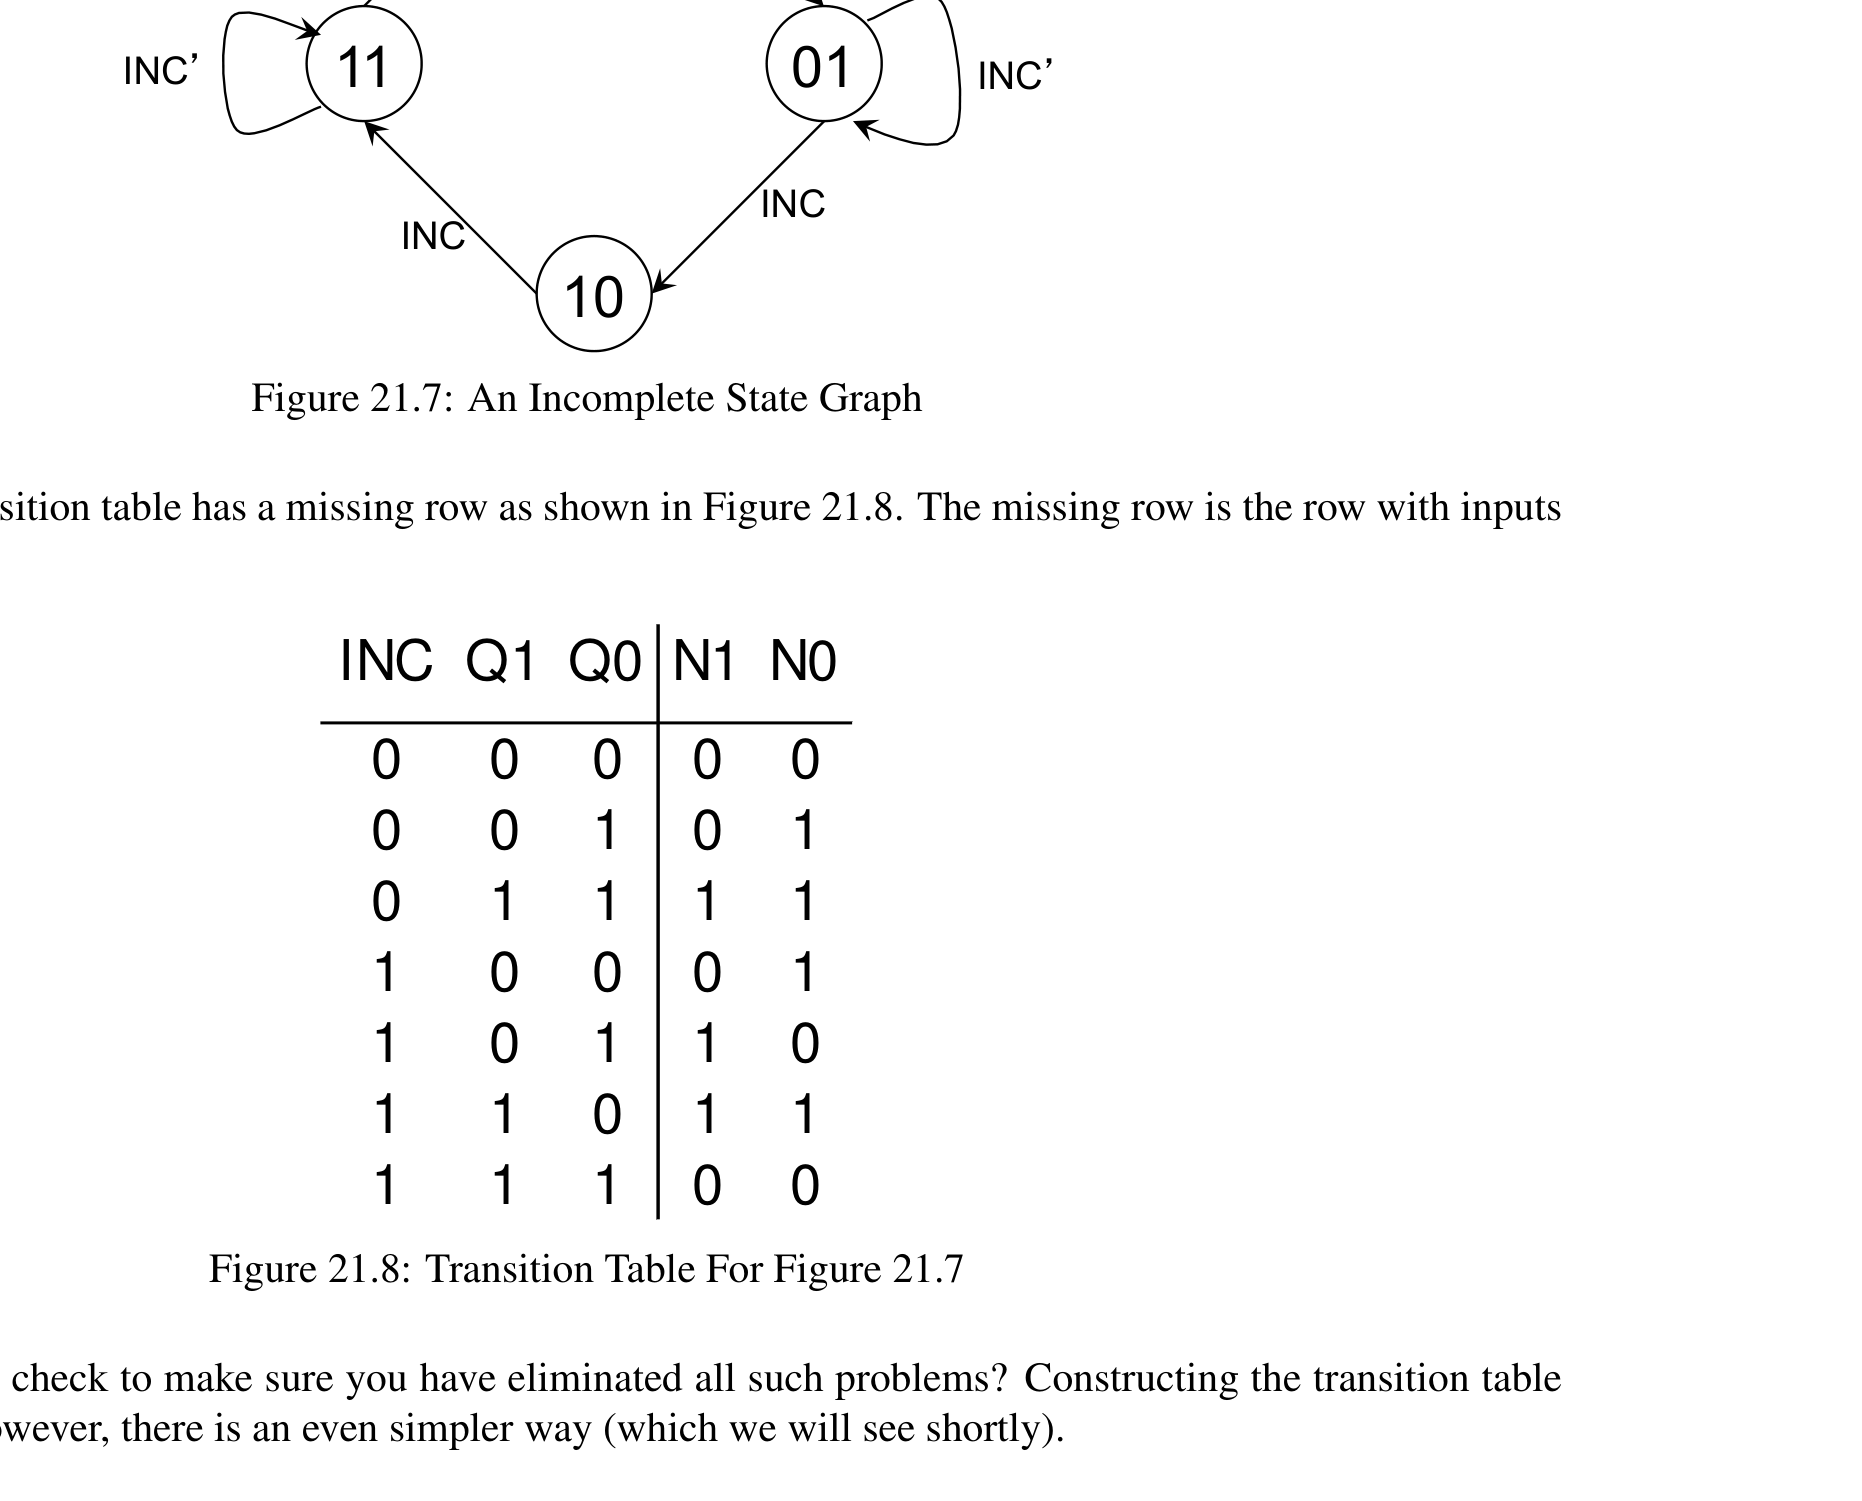 INC’ 11 01 INC’
INC INC
10
Figure 21.7: An Incomplete State Graph
table has a missing row as shown in Figure 21.8. The missing row is the row with inputs
INC Q1 Q0 N1 N0
0 0 0 0 0
0 0 1 0 1
0 1 1 1 1
1 0 0 0 1
1 0 1 1 0
1 1 0 1 1
1 1 1 0 0
Figure 21.8: Transition Table For Figure 21.7
check to make sure you have eliminated all such problems? Constructing the transition table
there is an even simpler way (which we will see shortly).